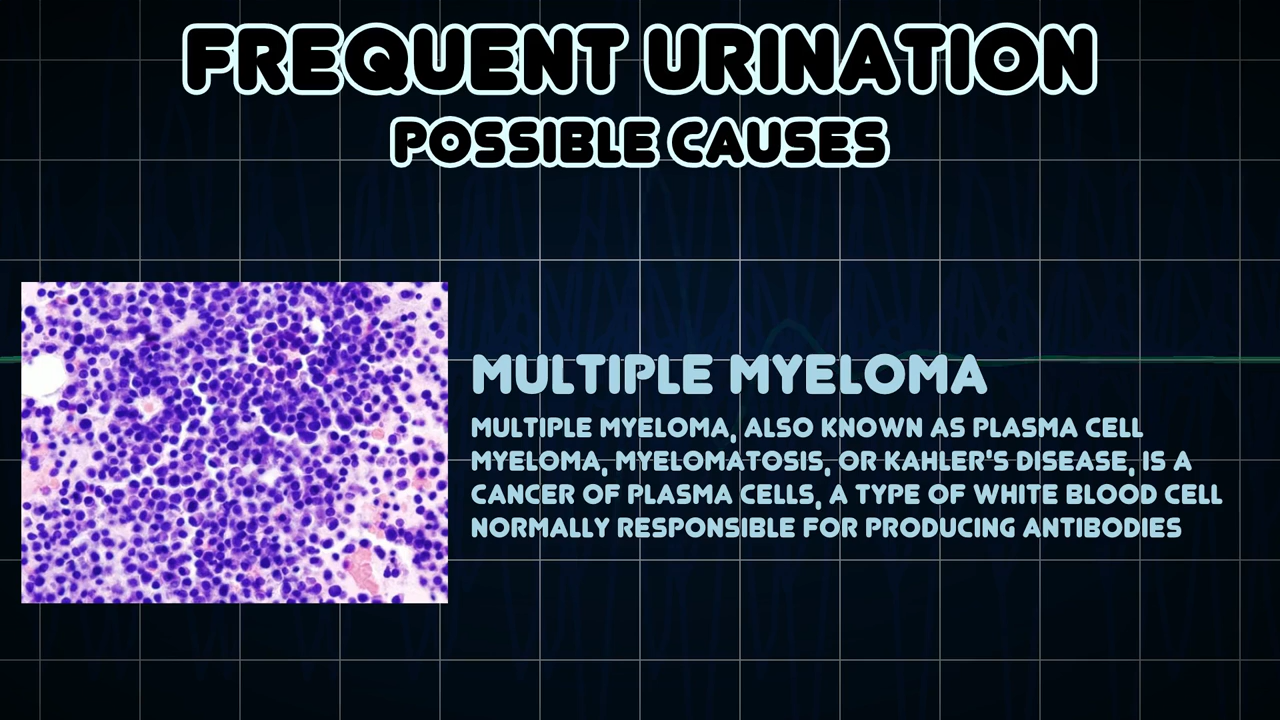 FREQUENT URINATION
POSSIBLE CAUSES
MULTIPLE MYELOMA
MULTIPLE MYELOMA, ALSO KNOWN AS PLASMA CELL
MYELOMA, MYELOMATOSIS, OR KAHLER'S DISEASE, IS A
CANCER OF PLASMA CELLS, A TYPE OF WHITE BLOOD CELL
NORMALLY RESPONSIBLE FOR PRODUCING ANTIBODIES